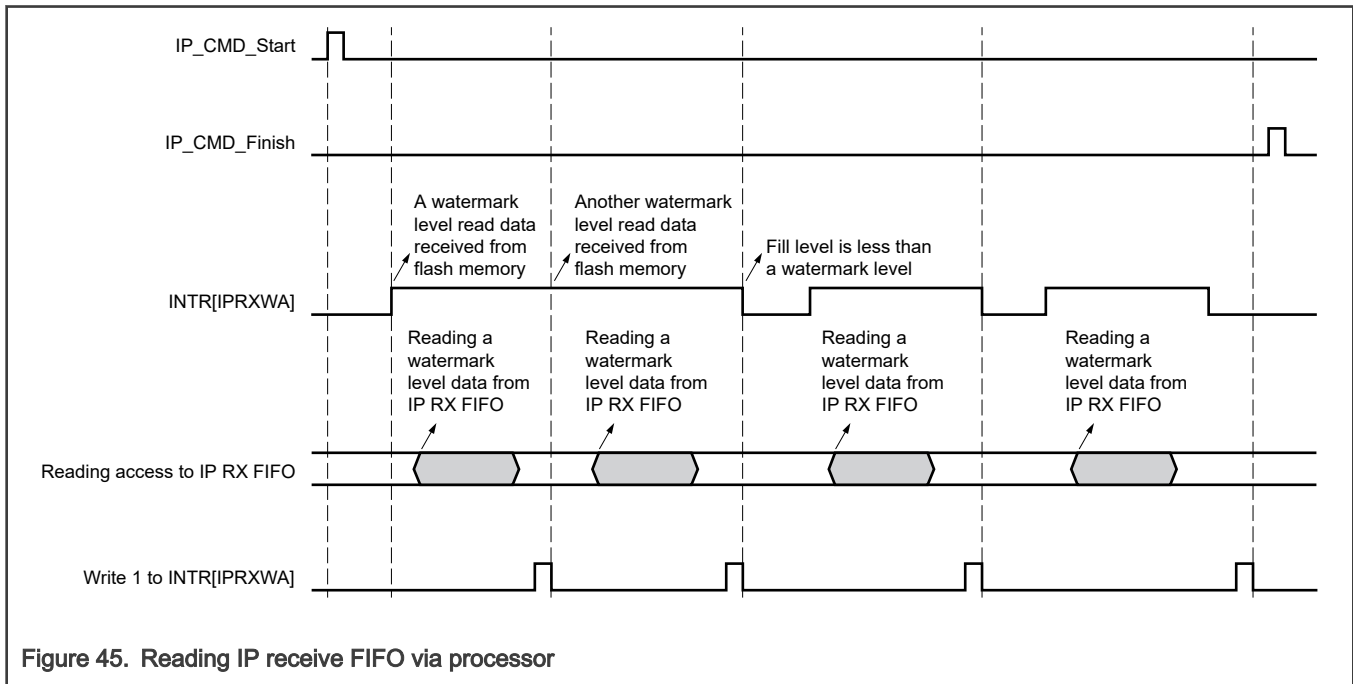 IP_CMD_Start
IP_CMD_Finish
A watermark
level read data
received from
flash memory
Another watermark
level read data
received from
flash memory
Fill level is less than
a watermark level
INTR[IPRXWA]
Reading a
watermark
level data from
IP RX FIFO
Reading a
watermark
level data from
IP RX FIFO
Reading a
watermark
level data from
IP RX FIFO
Reading a
watermark
level data from
IP RX FIFO
Reading access to IP RX FIFO
Write 1 to INTR[IPRXWA]
Figure 45. Reading IP receive FIFO via processor